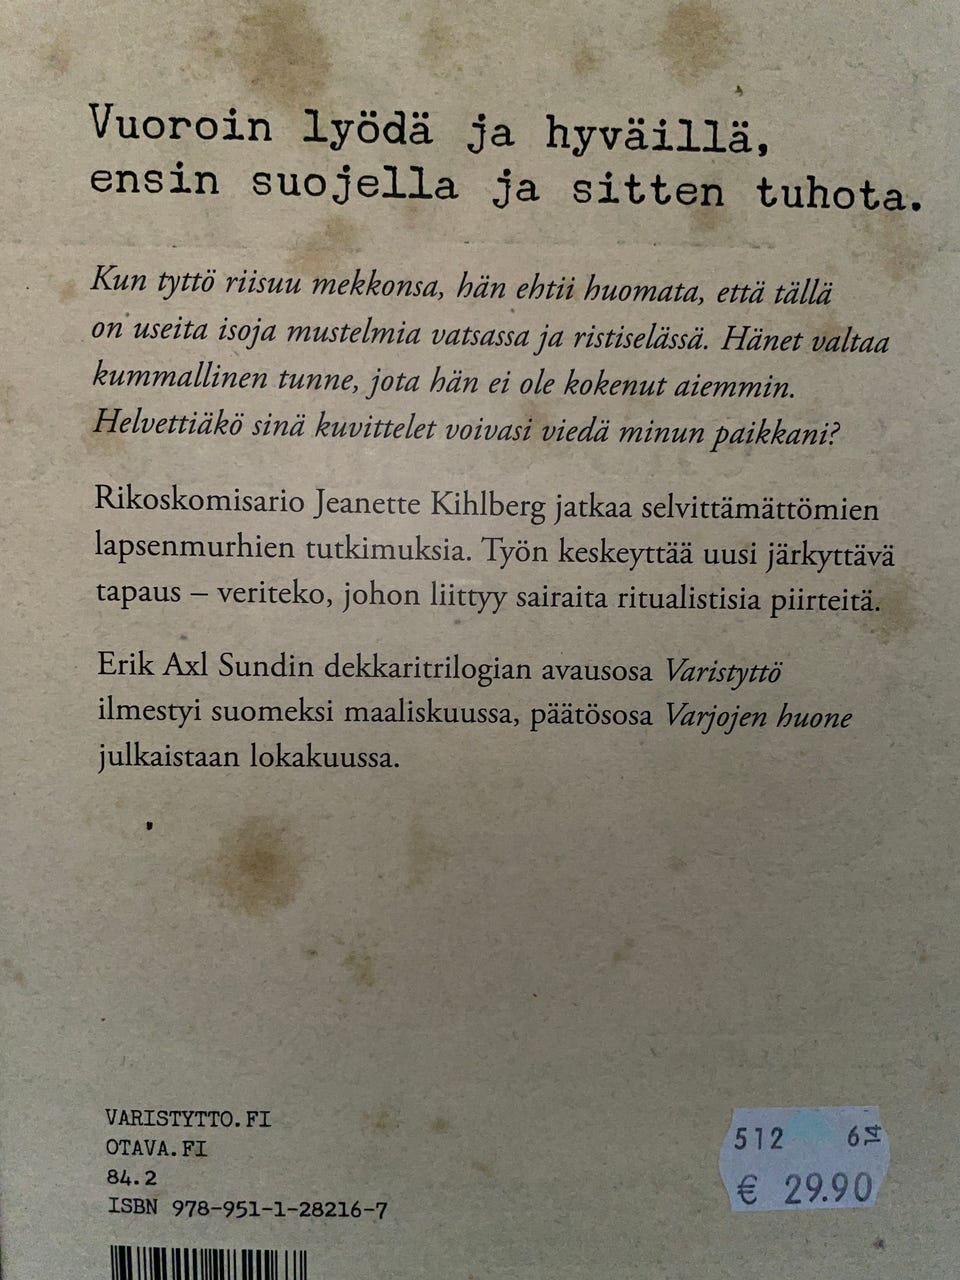 Vuoroin lyödä ja hyväillä,
ensin suojella ja sitten tuhota.
Kun tyttö riisuu mekkonsa, hän ehtii huomata, että tällä
on useita isoja mustelmia vatsassa ja ristiselässä. Hänet valtaa
kummallinen tunne, jota hän ei ole kokenut aiemmin.
Helvettiäkö sinä kuvittelet voivasi viedä minun paikkani?
Rikoskomisario Jeanette Kihlberg jatkaa selvittämättömien
lapsenmurhien tutkimuksia. Työn keskeyttää uusi järkyttävä
tapaus – veriteko, johon liittyy sairaita ritualistisia piirteitä.
Erik Axl Sundin dekkaritrilogian avausosa Varistyttö
ilmestyi suomeksi maaliskuussa, päätösosa Varjojen huone
julkaistaan lokakuussa.
VARISTYTTO.FI
OTAVA.FI
84.2
ISBN 978-951-1-28216-7
512 6
€ 29.90